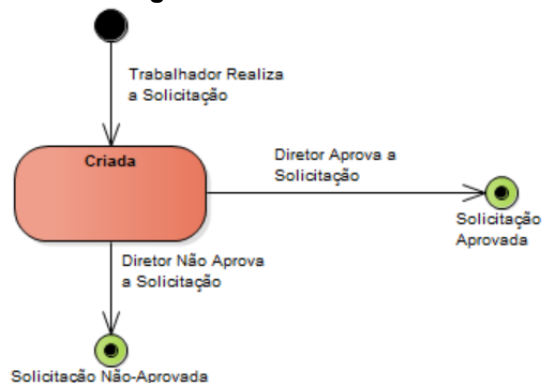 Trabalhador Realiza
a Solicitação
Criada
Diretor Aprova a
Solicitação
Solicitação
Aprovada
Diretor Não Aprova
a Solicitação
Solicitação Não-Aprovada